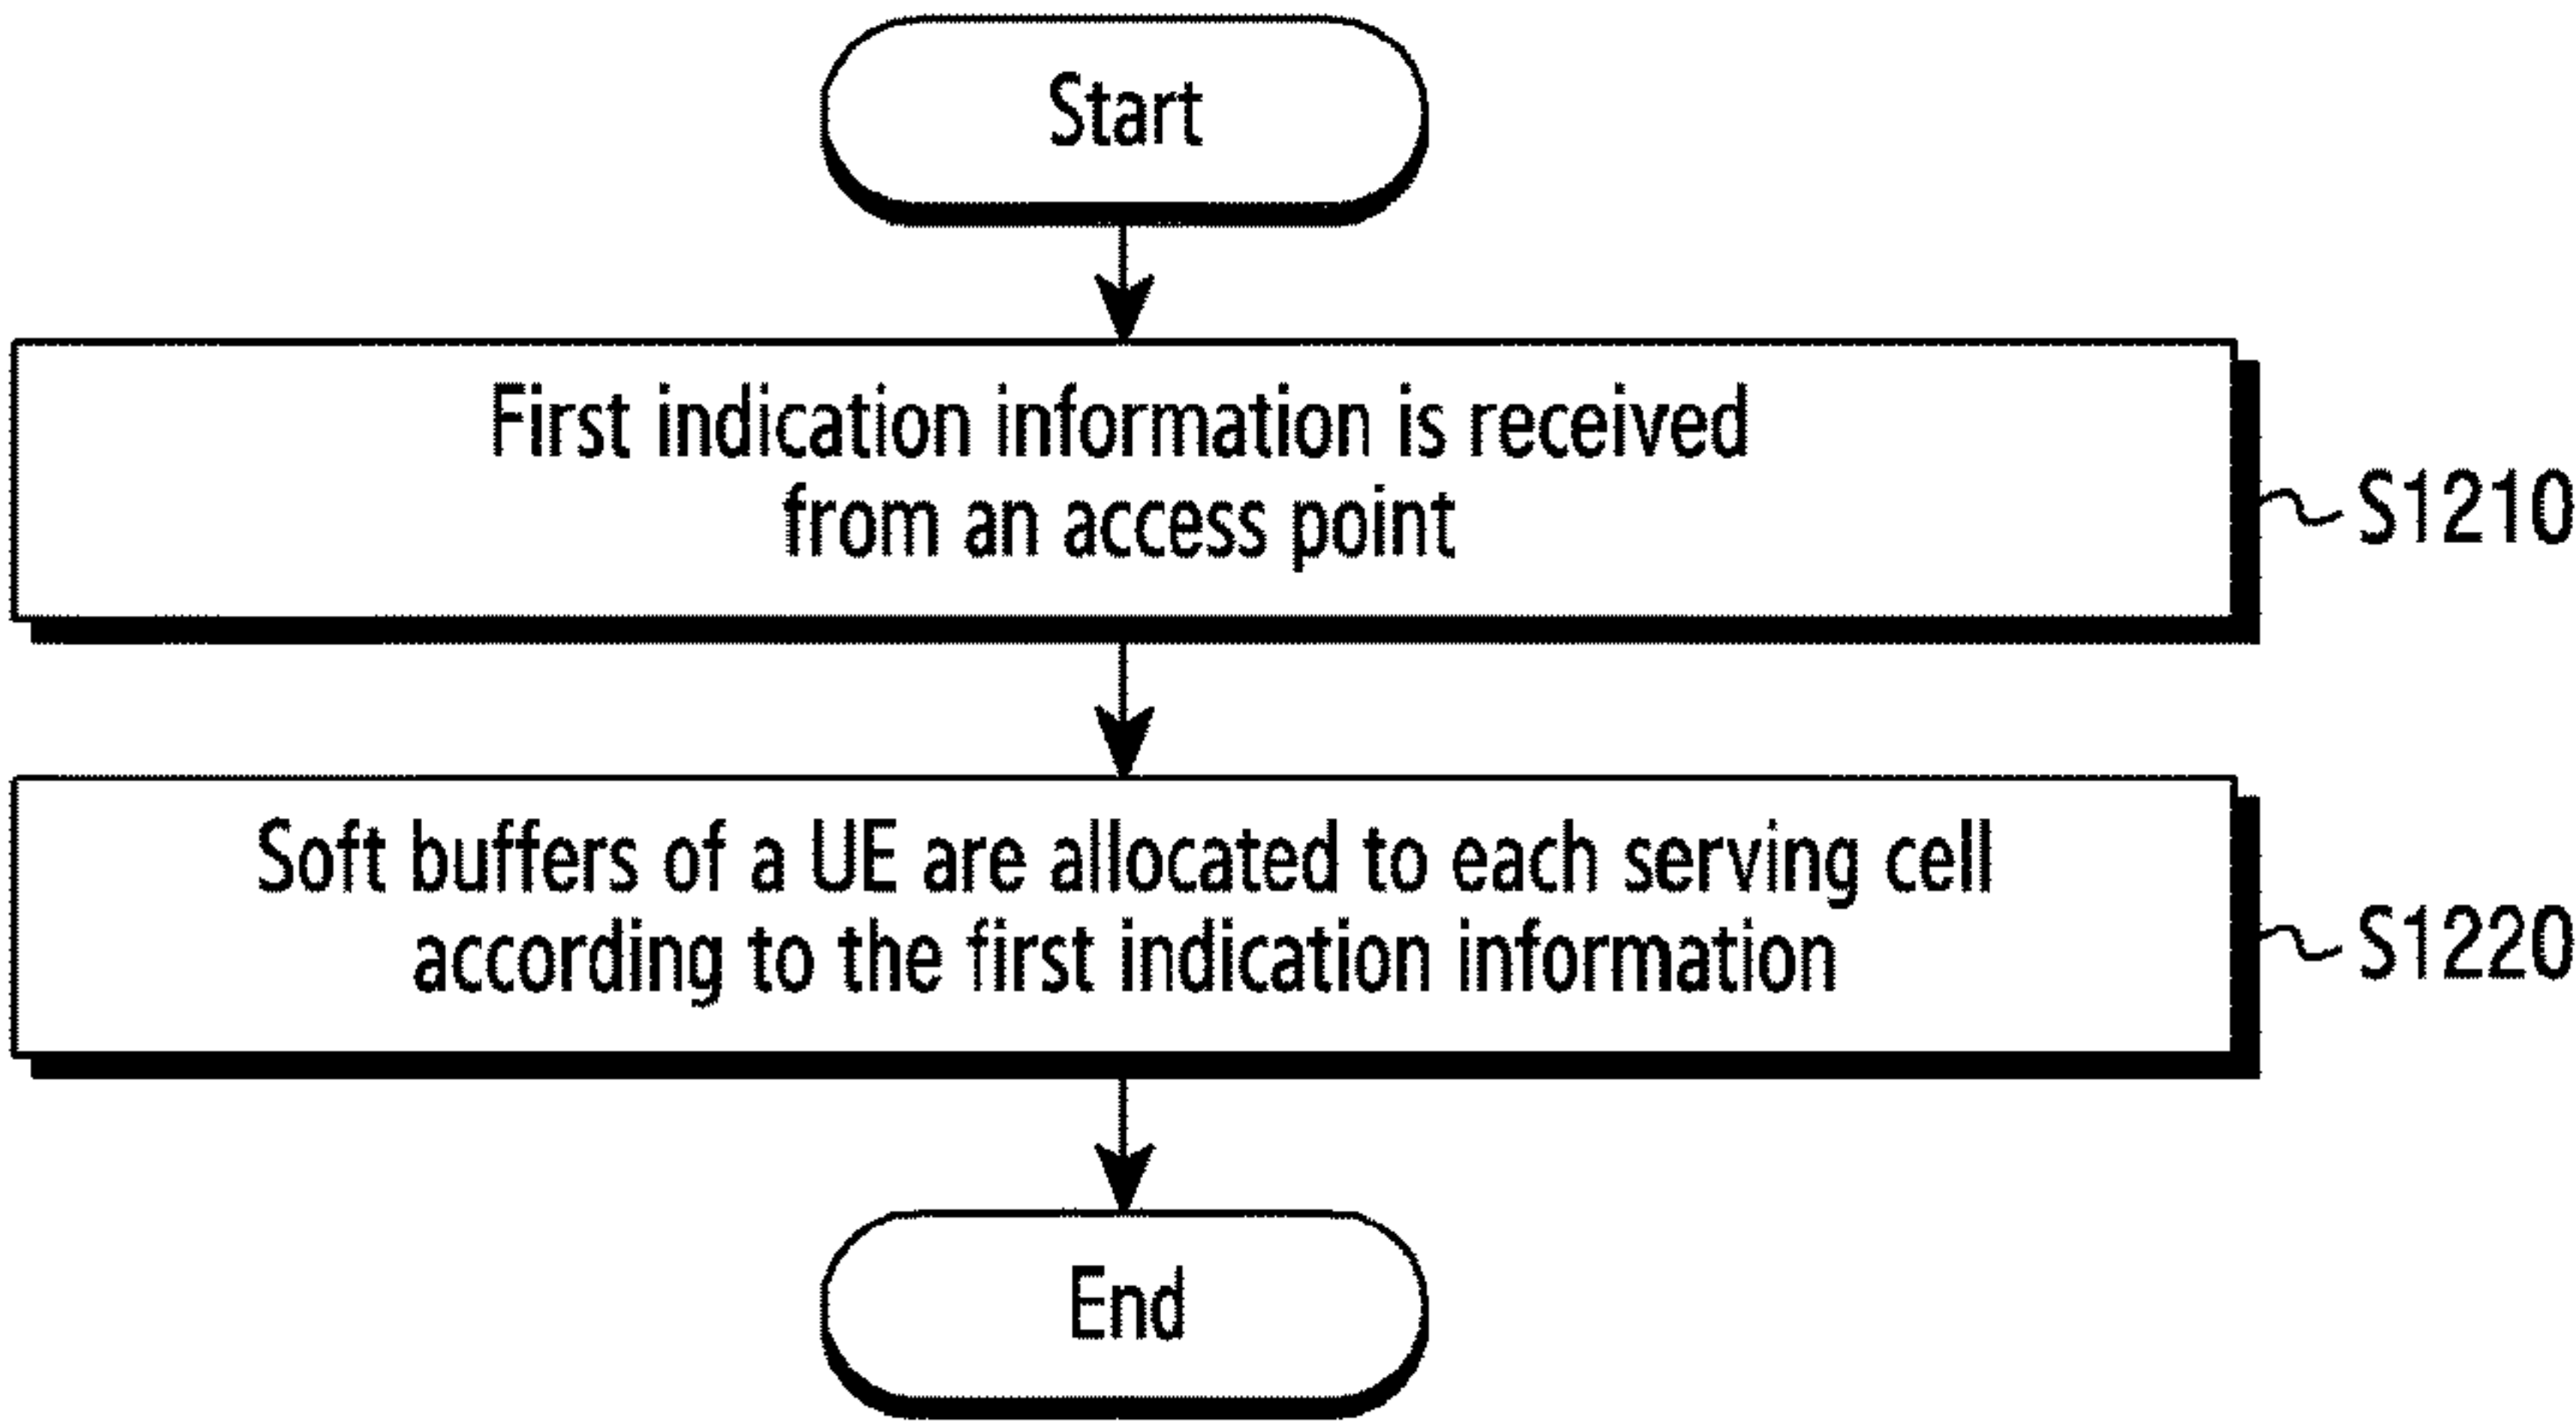 Start
First indication information is received
from an access point
S1210
Soft buffers of a UE are allocated to each serving cell
according to the first indication information
S1220
End